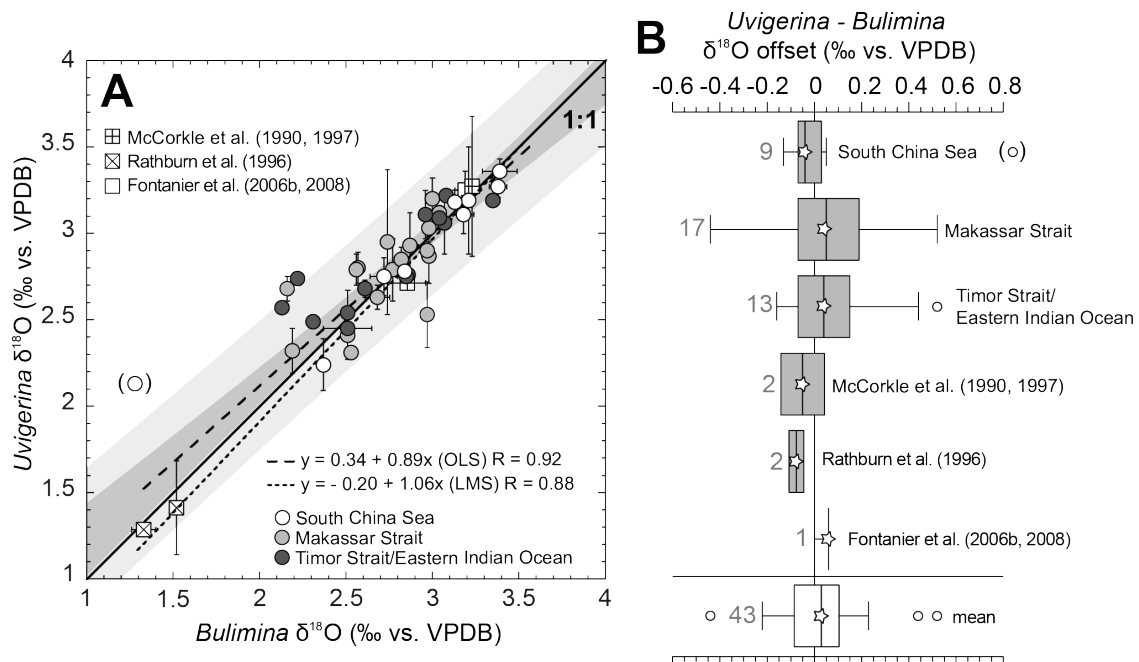 A
McCorkle et al. (1990, 1997)
Rathburn et al. (1996)
Fontanier et al. (2006b, 2008)
1:1
4
3.5
3
2.5
2
1.5
1
Uvigerina δ¹⁸O (‰ vs. VPDB)
y = 0.34 + 0.89x (OLS) R = 0.92
y = - 0.20 + 1.06x (LMS) R = 0.88
South China Sea
Makassar Strait
Timor Strait/Eastern Indian Ocean
1 1.5 2 2.5 3 3.5 4
Bulimina δ¹⁸O (‰ vs. VPDB)
B
Uvigerina - Bulimina
δ¹⁸O offset (‰ vs. VPDB)
-0.6 -0.4 -0.2 0 0.2 0.4 0.6 0.8
9 South China Sea
17 Makassar Strait
13 Timor Strait/
Eastern Indian Ocean
2 McCorkle et al. (1990, 1997)
2 Rathburn et al. (1996)
1 Fontanier et al. (2006b, 2008)
43 mean